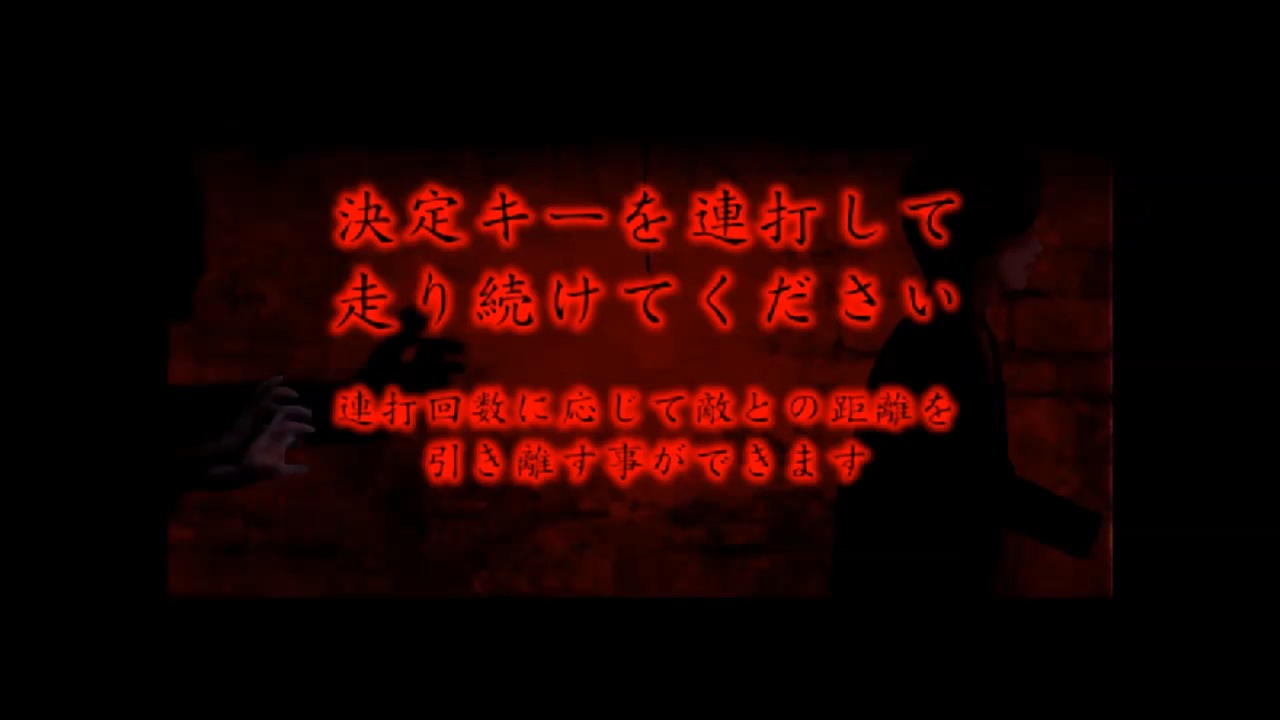 決定キーを連打して
走り続けてください
連打回数に応じて敵との距離を
引き離す事ができます